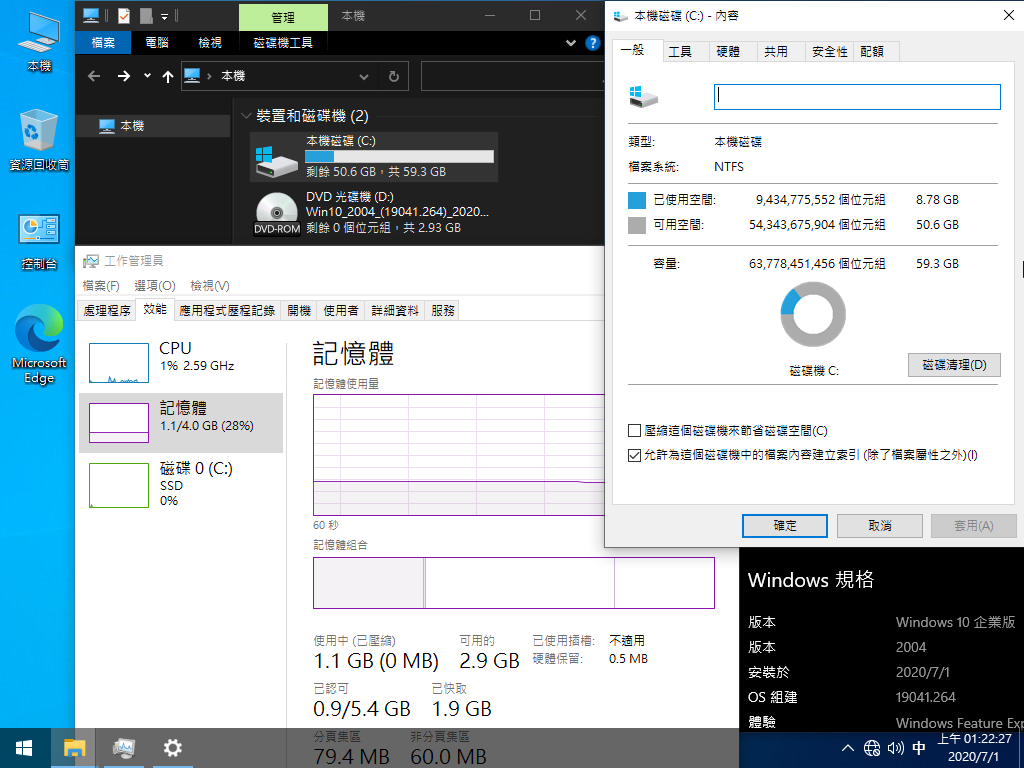 本機
資源回收筒
控制台
Microsoft
Edge
管理
本機
檔案
電腦
檢視
磁碟機工具
本機
本機
裝置和磁碟機 (2)
本機磁碟 (C:)
剩餘 50.6 GB，共 59.3 GB
DVD 光碟機 (D:)
Win10_2004_(19041.264)_2020...
剩餘 0 個位元組，共 2.93 GB
DVD-ROM
工作管理員
檔案(F) 選項(O) 檢視(V)
處理程序 效能 應用程式歷程記錄 開機 使用者 詳細資料 服務
CPU
1% 2.59 GHz
記憶體
1.1/4.0 GB (28%)
磁碟 0 (C:)
SSD
0%
記憶體
記憶體使用量
60 秒
記憶體組合
使用中 (已壓縮)
1.1 GB (0 MB)
可用的
2.9 GB
已使用插槽: 不適用
硬體保留: 0.5 MB
已認可
0.9/5.4 GB
已快取
1.9 GB
分頁集區
79.4 MB
非分頁集區
60.0 MB
本機磁碟 (C:) - 內容
一般 工具 硬體 共用 安全性 配額
類型: 本機磁碟
檔案系統: NTFS
已使用空間: 9,434,775,552 個位元組 8.78 GB
可用空間: 54,343,675,904 個位元組 50.6 GB
容量: 63,778,451,456 個位元組 59.3 GB
磁碟機 C:
磁碟清理(D)
壓縮這個磁碟機來節省磁碟空間(C)
允許為這個磁碟機中的檔案內容建立索引 (除了檔案屬性之外)(I)
確定 取消 套用(A)
Windows 規格
版本 Windows 10 企業版
版本 2004
安裝於 2020/7/1
OS 組建 19041.264
體驗 Windows Feature Exp
中
上午 01:22:27
2020/7/1